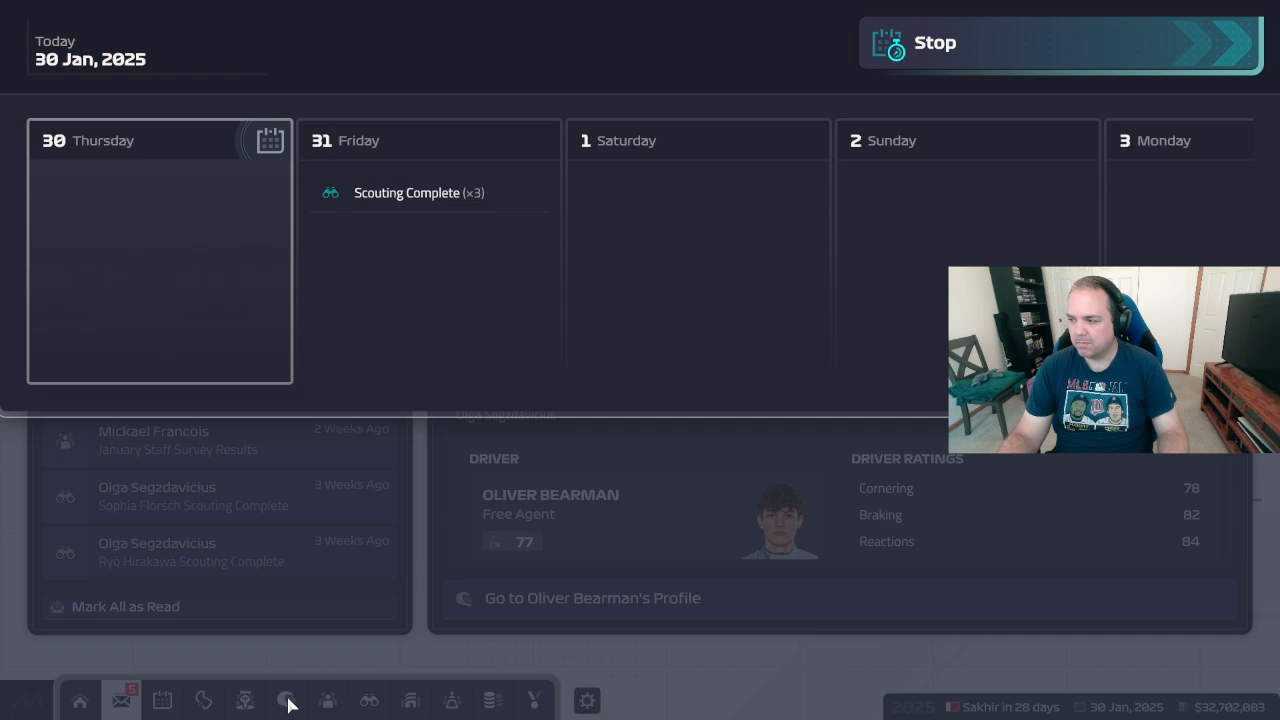 Today
30 Jan, 2025
Stop
30 Thursday
31 Friday
1 Saturday
2 Sunday
3 Monday
Scouting Complete (×3)
Olga Segzdavicius
Mickael Francois
2 Weeks Ago
January Staff Survey Results
Olga Segzdavicius
3 Weeks Ago
Sophia Flörsch Scouting Complete
Olga Segzdavicius
3 Weeks Ago
Ryo Hirakawa Scouting Complete
Mark All as Read
DRIVER
OLIVER BEARMAN
Free Agent
77
DRIVER RATINGS
Cornering 78
Braking 82
Reactions 84
Go to Oliver Bearman's Profile
5
2025
Sakhir in 28 days
30 Jan, 2025
$32,702,083